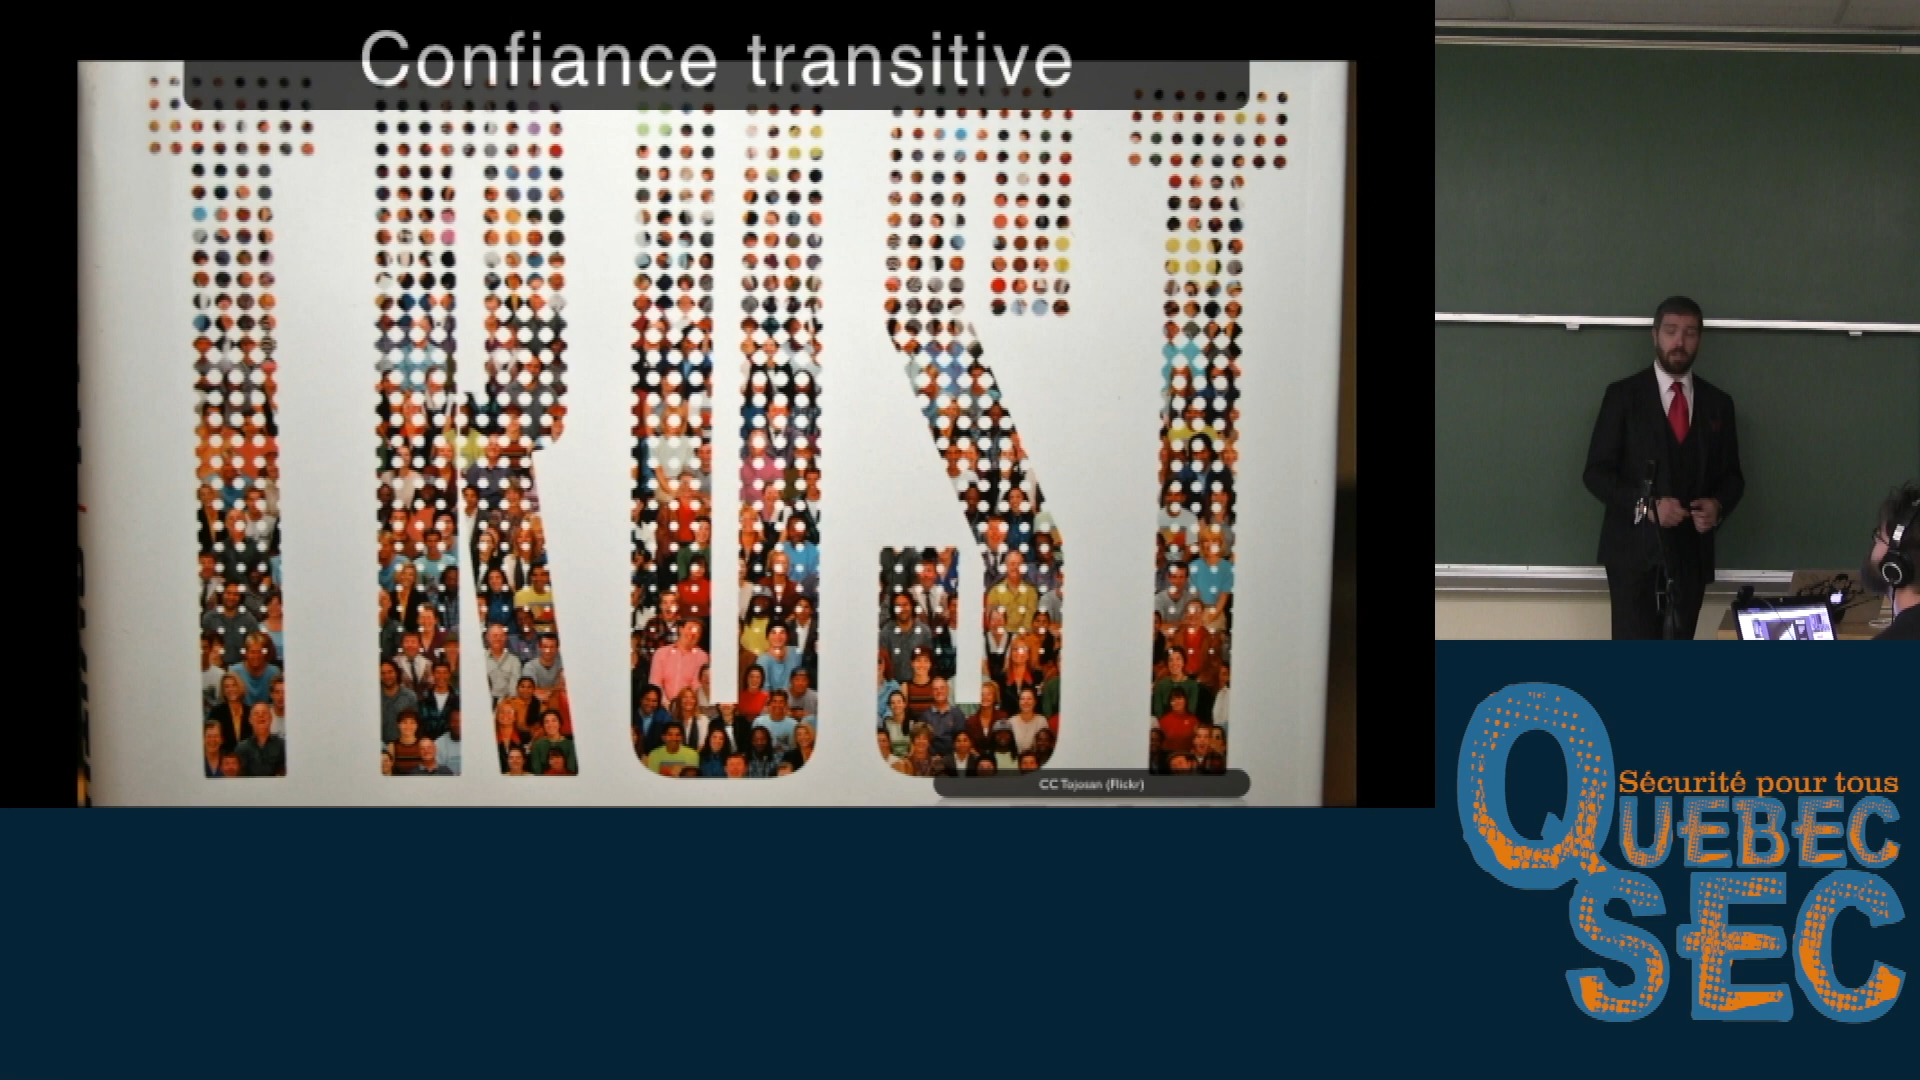 Confiance transitive
TRUST
CC Tojosan (Flickr)
Sécurité pour tous
QUEBEC
SEC